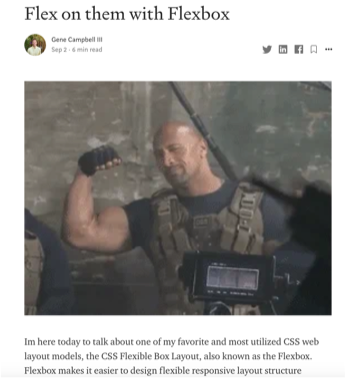 Flex on them with Flexbox
Gene Campbell III
Sep 2 · 6 min read
Im here today to talk about one of my favorite and most utilized CSS web
layout models, the CSS Flexible Box Layout, also known as the Flexbox.
Flexbox makes it easier to design flexible responsive layout structure